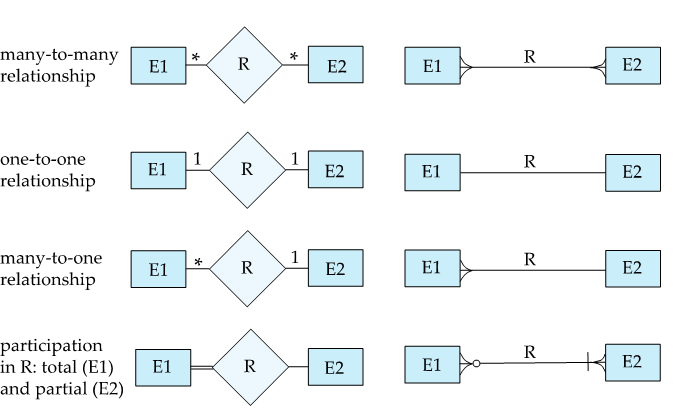 many-to-many
relationship
E1 * R * E2
E1 R E2
one-to-one
relationship
E1 1 R 1 E2
E1 R E2
many-to-one
relationship
E1 * R 1 E2
E1 R E2
participation
in R: total (E1)
and partial (E2)
E1 R E2
E1 R E2